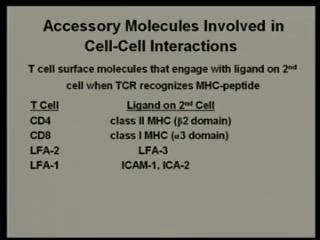 Accessory Molecules Involved in
Cell-Cell Interactions
T cell surface molecules that engage with ligand on 2nd
cell when TCR recognizes MHC-peptide
T Cell Ligand on 2nd Cell
CD4 class II MHC (β2 domain)
CD8 class I MHC (α3 domain)
LFA-2 LFA-3
LFA-1 ICAM-1, ICA-2